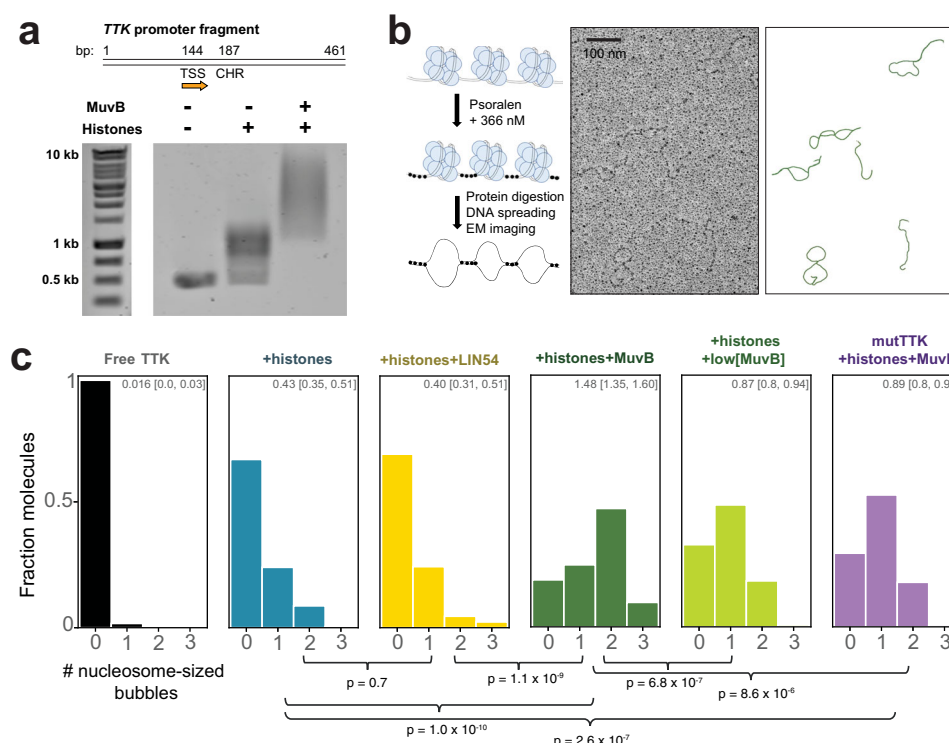 a
TTK promoter fragment
bp: 1 144 187 461
TSS CHR
MuvB - - +
Histones - + +
10 kb
1 kb
0.5 kb
b
Psoralen
+ 366 nM
Protein digestion
DNA spreading
EM imaging
100 nm
c
Free TTK
+histones
+histones+LIN54
+histones+MuvB
+histones
+low[MuvB]
mutTTK
+histones+Muv
0.016 [0.0, 0.03]
0.43 [0.35, 0.51]
0.40 [0.31, 0.51]
1.48 [1.35, 1.60]
0.87 [0.8, 0.94]
0.89 [0.8, 0.9
Fraction molecules
1
0.5
0
0 1 2 3
0 1 2 3
0 1 2 3
0 1 2 3
0 1 2 3
0 1 2 3
# nucleosome-sized
bubbles
p = 0.7
p = 1.1 x 10-9
p = 6.8 x 10-7
p = 8.6 x 10-6
p = 1.0 x 10-10
p = 2.6 x 10-7